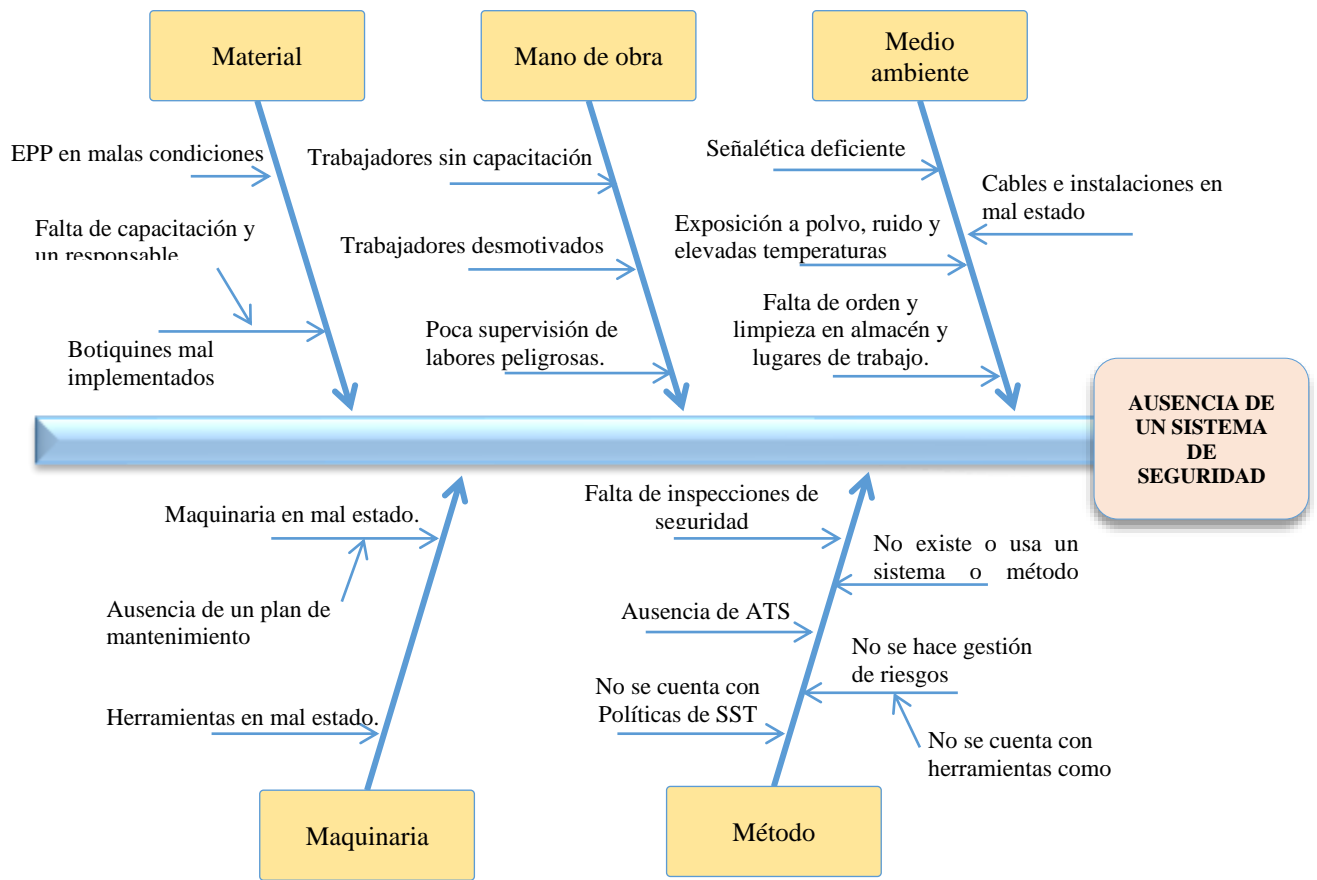 Material
Mano de obra
Medio
ambiente
EPP en malas condiciones
Falta de capacitación y
un responsable
Botiquines mal
implementados
Trabajadores sin capacitación
Trabajadores desmotivados
Poca supervisión de
labores peligrosas.
Señalética deficiente
Cables e instalaciones en
mal estado
Exposición a polvo, ruido y
elevadas temperaturas
Falta de orden y
limpieza en almacén y
lugares de trabajo.
AUSENCIA DE
UN SISTEMA
DE
SEGURIDAD
Maquinaria en mal estado.
Ausencia de un plan de
mantenimiento
Herramientas en mal estado.
Falta de inspecciones de
seguridad
No existe o usa un
sistema o método
Ausencia de ATS
No se hace gestión
de riesgos
No se cuenta con
Políticas de SST
No se cuenta con
herramientas como
Maquinaria
Método